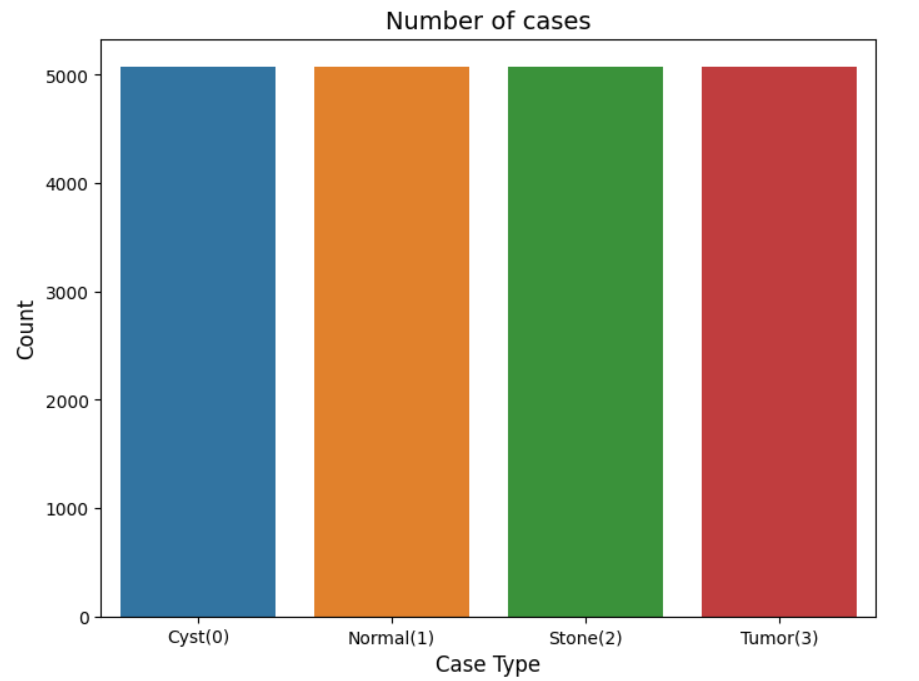 Number of cases
Count
5000
4000
3000
2000
1000
0
Cyst(0) Normal(1) Stone(2) Tumor(3)
Case Type